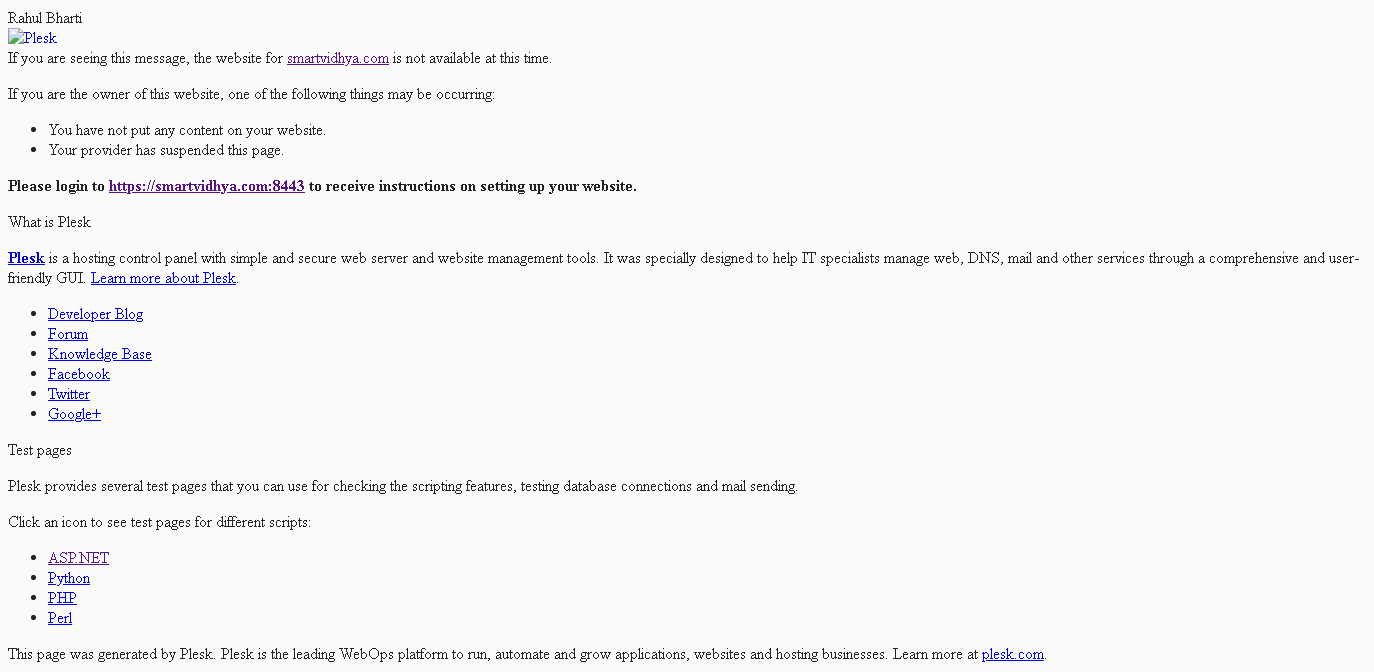 Rahul Bharti
Plesk
If you are seeing this message, the website for smartvidhya.com is not available at this time.
If you are the owner of this website, one of the following things may be occurring:
• You have not put any content on your website.
• Your provider has suspended this page.
Please login to https://smartvidhya.com:8443 to receive instructions on setting up your website.
What is Plesk
Plesk is a hosting control panel with simple and secure web server and website management tools. It was specially designed to help IT specialists manage web, DNS, mail and other services through a comprehensive and user-
friendly GUI. Learn more about Plesk.
• Developer Blog
• Forum
• Knowledge Base
• Facebook
• Twitter
• Google+
Test pages
Plesk provides several test pages that you can use for checking the scripting features, testing database connections and mail sending.
Click an icon to see test pages for different scripts:
• ASP.NET
• Python
• PHP
• Perl
This page was generated by Plesk. Plesk is the leading WebOps platform to run, automate and grow applications, websites and hosting businesses. Learn more at plesk.com.